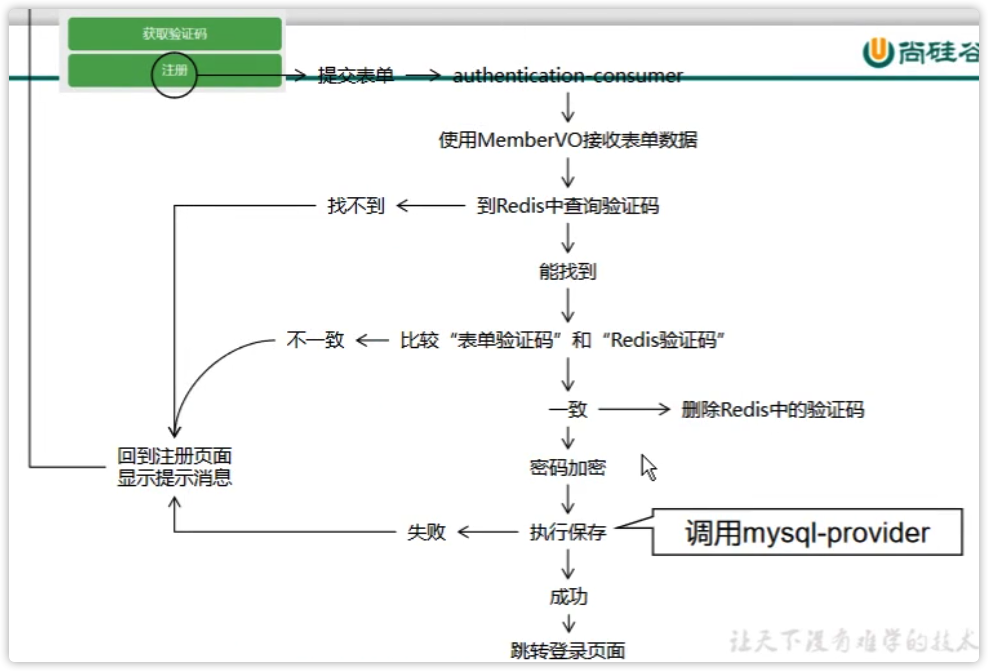 获取验证码
尚硅谷
注册 提交表单 authentication-consumer
使用MemberVO接收表单数据
找不到 到Redis中查询验证码
能找到
不一致 比较“表单验证码”和“Redis验证码”
一致 删除Redis中的验证码
回到注册页面
显示提示消息
密码加密
失败 执行保存 调用mysql-provider
成功
跳转登录页面
让天下没有难学的技术